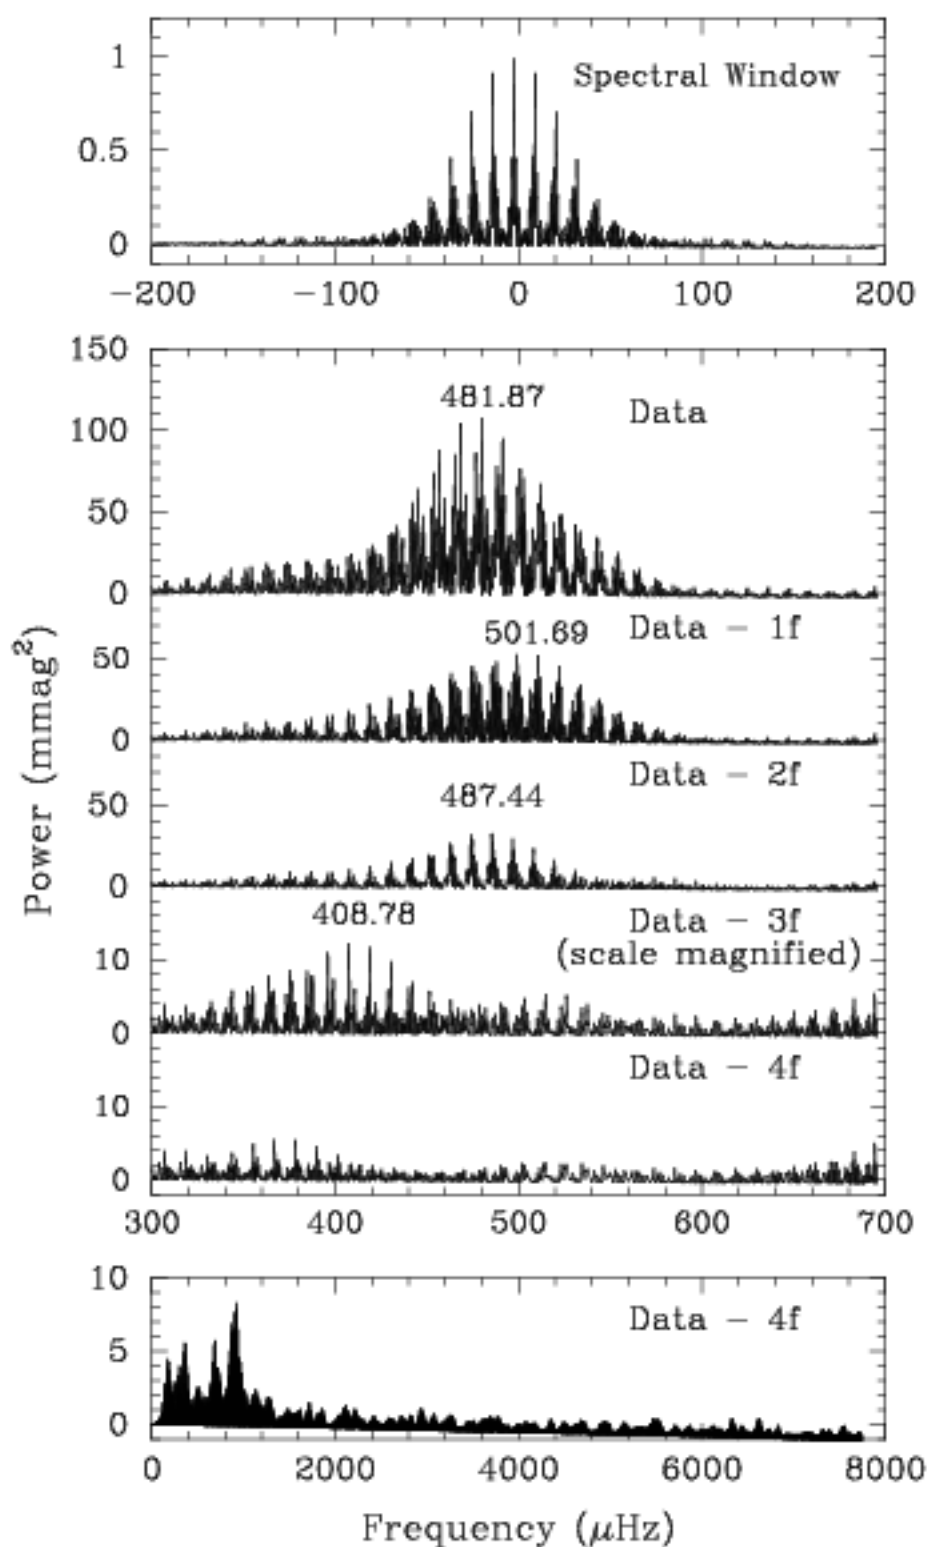 1
Spectral Window
0.5
0
−200 −100 0 100 200
150
481.87
Data
100
50
0
Data − 1f
501.69
50
0
Data − 2f
487.44
50
0
Data − 3f
408.78
(scale magnified)
10
0
Data − 4f
10
0
300 400 500 600 700
Power (mmag²)
10
Data − 4f
5
0
0 2000 4000 6000 8000
Frequency (μHz)